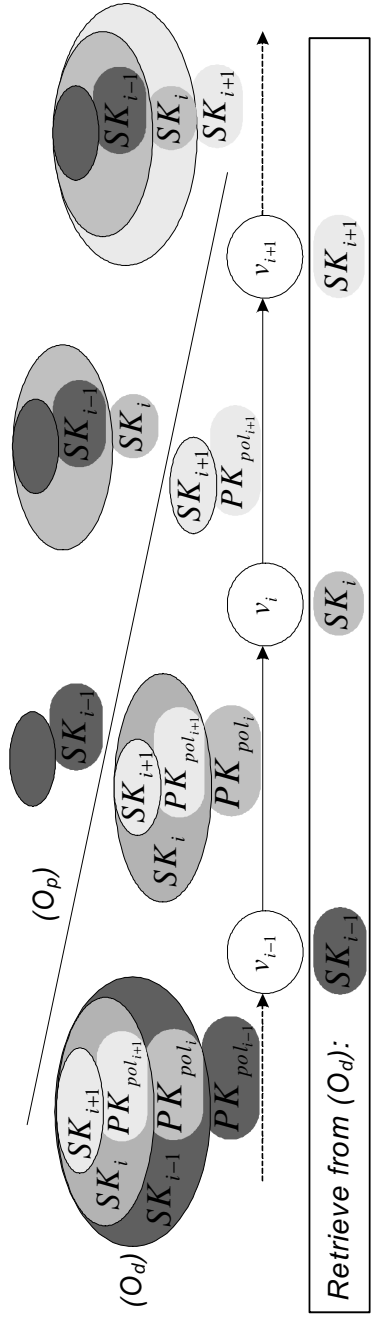 (O_p)
SK_{i-1}
SK_{i-1}
SK_i
SK_{i-1}
SK_i
SK_{i+1}
(O_d)
SK_{i+1}
PK_{pol_{i+1}}
SK_i
PK_{pol_i}
SK_{i-1}
PK_{pol_{i-1}}
SK_{i+1}
PK_{pol_{i+1}}
SK_i
PK_{pol_i}
SK_{i+1}
PK_{pol_{i+1}}
v_{i-1} v_i v_{i+1}
Retrieve from (O_d): SK_{i-1} SK_i SK_{i+1}